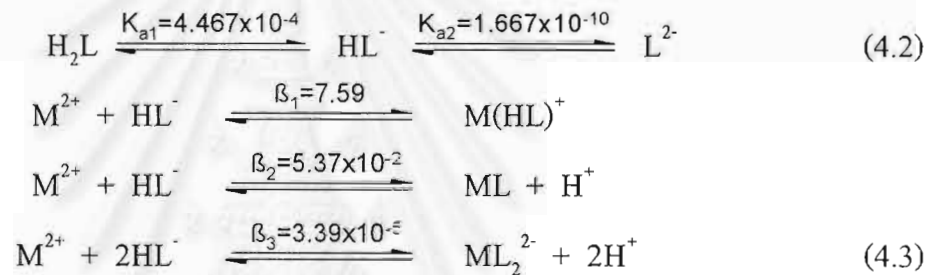 H₂L Kₐ₁=4.467x10⁻⁴ HL⁻ Kₐ₂=1.667x10⁻¹⁰ L²⁻ (4.2)
M²⁺ + HL⁻ ß₁=7.59 M(HL)⁺
M²⁺ + HL⁻ ß₂=5.37x10⁻² ML + H⁺
M²⁺ + 2HL⁻ ß₃=3.39x10⁻⁵ ML₂²⁻ + 2H⁺ (4.3)